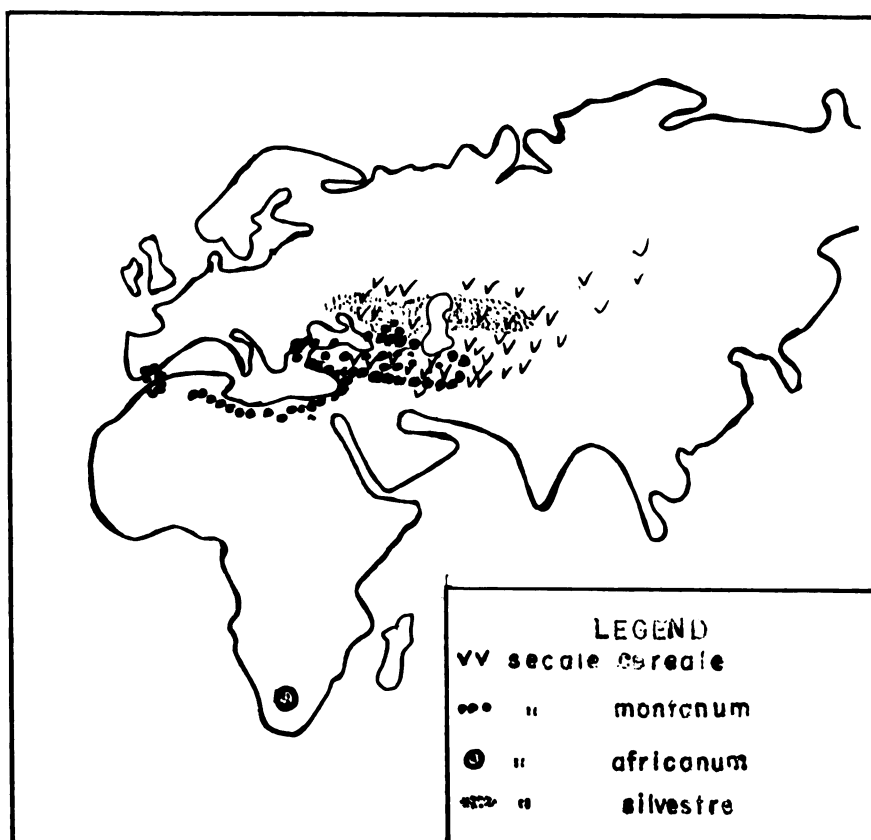 LEGEND
vv secale cereale
" montanum
" africanum
" silvestre